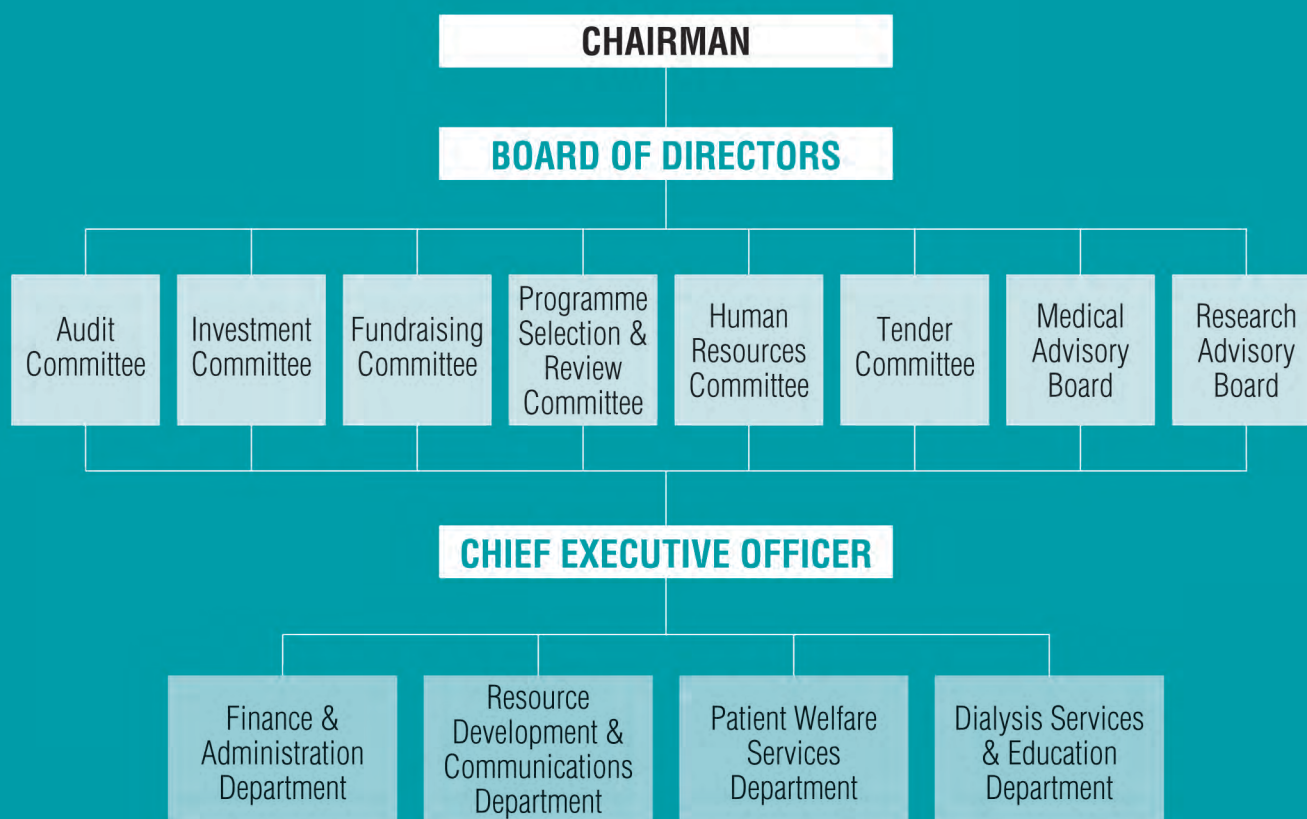 CHAIRMAN
BOARD OF DIRECTORS
Audit
Committee
Investment
Committee
Fundraising
Committee
Programme
Selection &
Review
Committee
Human
Resources
Committee
Tender
Committee
Medical
Advisory
Board
Research
Advisory
Board
CHIEF EXECUTIVE OFFICER
Finance &
Administration
Department
Resource
Development &
Communications
Department
Patient Welfare
Services
Department
Dialysis Services
& Education
Department